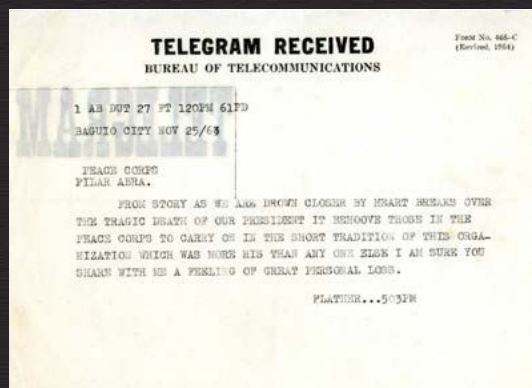 TELEGRAM RECEIVED
Form No. 465-C
(Revised, 1954)
BUREAU OF TELECOMMUNICATIONS
TELEGRAM
1 AB DUT 27 FT 120PM 61PD
BAGUIO CITY NOV 25/63
PEACE CORPS
PILAR ABRA.
FROM STORY AS WE ARE DROWN CLOSER BY HEART BREAKS OVER
THE TRAGIC DEATH OF OUR PRESIDENT IT BEHOOVE THOSE IN THE
PEACE CORPS TO CARRY ON IN THE SHORT TRADITION OF THIS ORGA-
NIZATION WHICH WAS MORE HIS THAN ANY ONE ELSE I AM SURE YOU
SHARE WITH ME A FEELING OF GREAT PERSONAL LOSS.
FLATHER...503PM